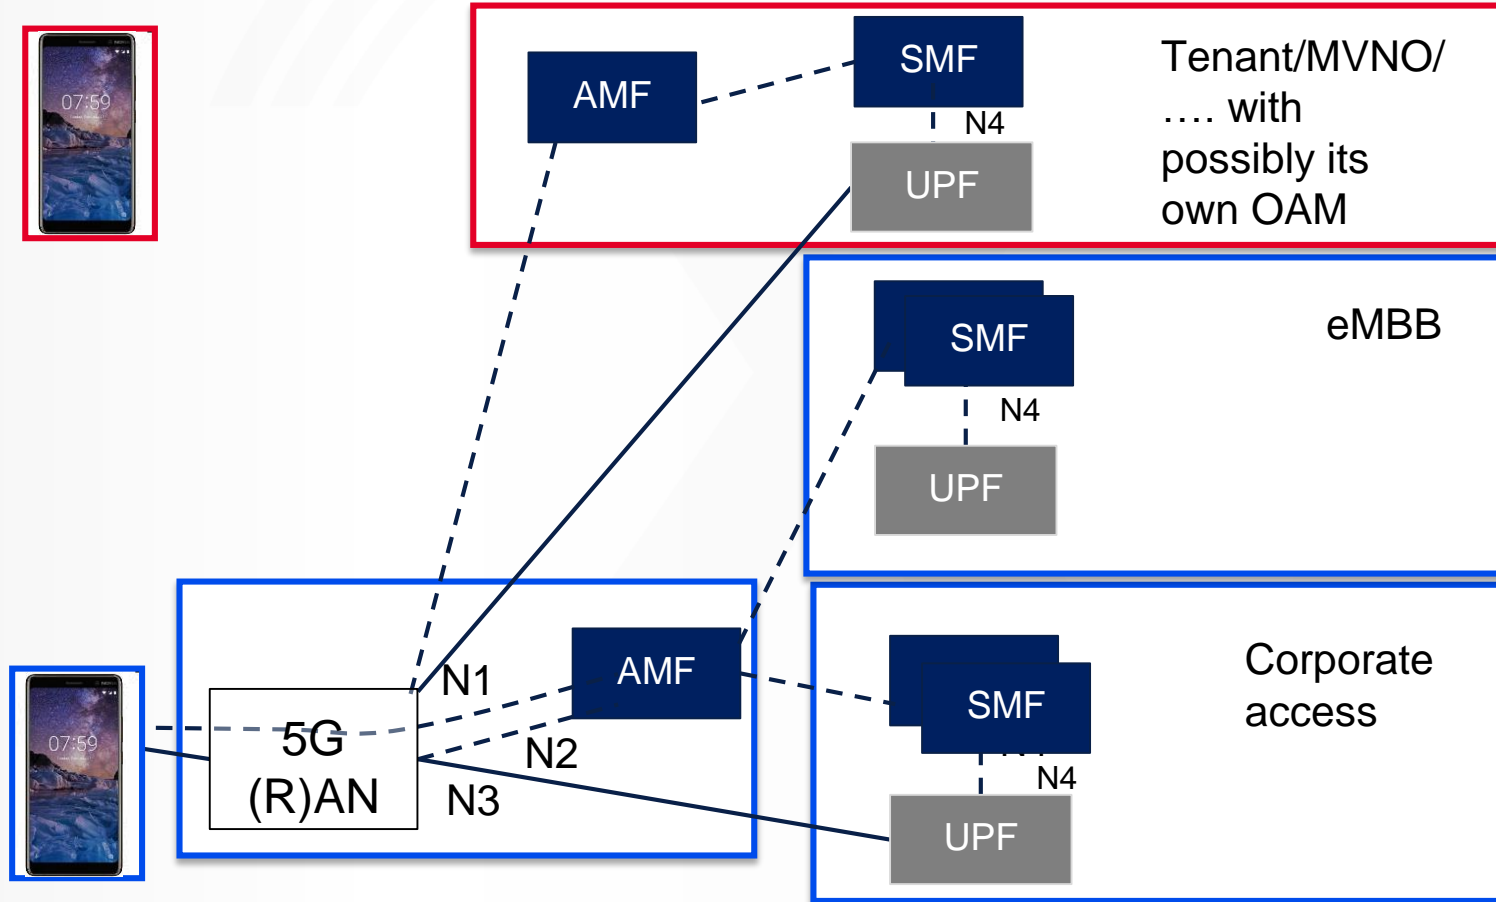 07:59
AMF
SMF
N4
UPF
Tenant/MVNO/
…. with
possibly its
own OAM
SMF
N4
UPF
eMBB
07:59
5G
(R)AN
N1
N2
N3
AMF
SMF
N4
UPF
Corporate
access